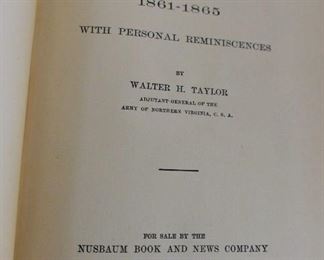 1861-1865
WITH PERSONAL REMINISCENCES
BY
WALTER H. TAYLOR
ADJUTANT-GENERAL OF THE
ARMY OF NORTHERN VIRGINIA, C. S. A.
FOR SALE BY THE
NUSBAUM BOOK AND NEWS COMPANY